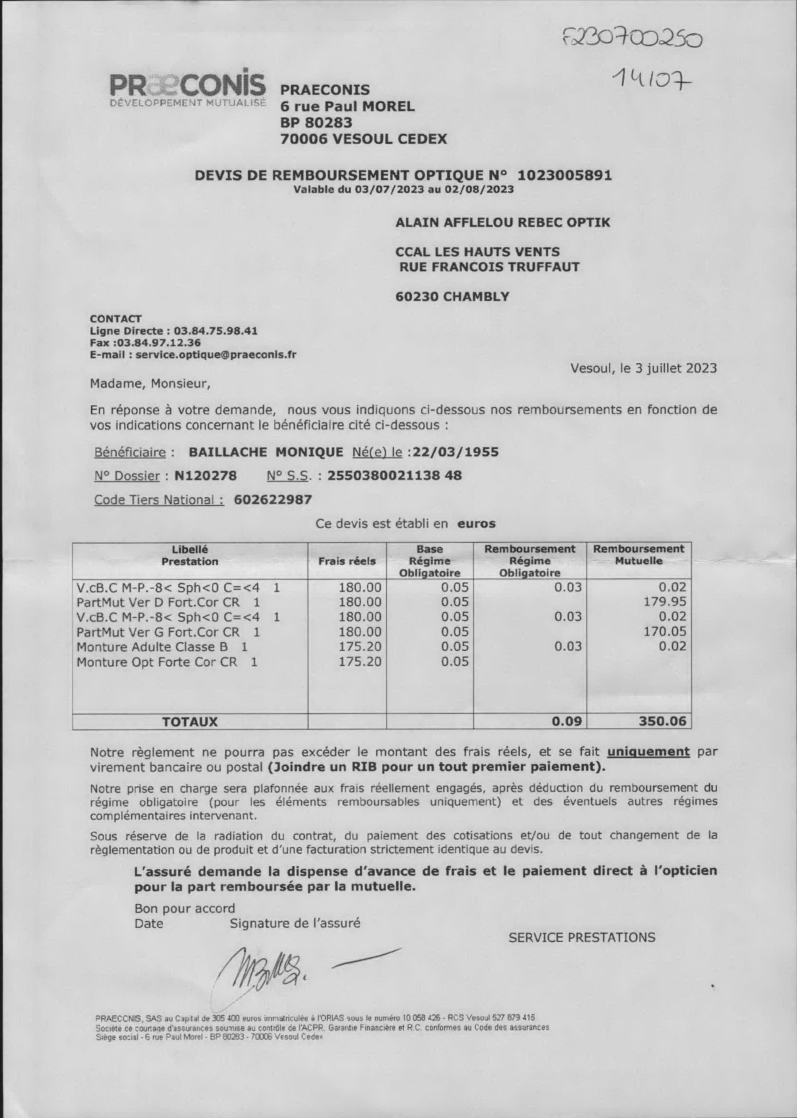 F230700250
14/07
PRæCONiS
DÉVELOPPEMENT MUTUALISÉ
PRAECONIS
6 rue Paul MOREL
BP 80283
70006 VESOUL CEDEX
DEVIS DE REMBOURSEMENT OPTIQUE N° 1023005891
Valable du 03/07/2023 au 02/08/2023
ALAIN AFFLELOU REBEC OPTIK
CCAL LES HAUTS VENTS
RUE FRANCOIS TRUFFAUT
60230 CHAMBLY
CONTACT
Ligne Directe : 03.84.75.98.41
Fax :03.84.97.12.36
E-mail : service.optique@praeconis.fr
Vesoul, le 3 juillet 2023
Madame, Monsieur,
En réponse à votre demande, nous vous indiquons ci-dessous nos remboursements en fonction de
vos indications concernant le bénéficiaire cité ci-dessous :
Bénéficiaire : BAILLACHE MONIQUE Né(e) le :22/03/1955
N° Dossier : N120278 N° S.S. : 2550380021138 48
Code Tiers National : 602622987
Ce devis est établi en euros
Libellé Prestation Frais réels Base Régime Obligatoire Remboursement Régime Obligatoire Remboursement Mutuelle
V.cB.C M-P.-8< Sph<0 C=<4 1 180.00 0.05 0.03 0.02
PartMut Ver D Fort.Cor CR 1 180.00 0.05 179.95
V.cB.C M-P.-8< Sph<0 C=<4 1 180.00 0.05 0.03 0.02
PartMut Ver G Fort.Cor CR 1 180.00 0.05 170.05
Monture Adulte Classe B 1 175.20 0.05 0.03 0.02
Monture Opt Forte Cor CR 1 175.20 0.05
TOTAUX 0.09 350.06
Notre règlement ne pourra pas excéder le montant des frais réels, et se fait uniquement par
virement bancaire ou postal (Joindre un RIB pour un tout premier paiement).
Notre prise en charge sera plafonnée aux frais réellement engagés, après déduction du remboursement du
régime obligatoire (pour les éléments remboursables uniquement) et des éventuels autres régimes
complémentaires intervenant.
Sous réserve de la radiation du contrat, du paiement des cotisations et/ou de tout changement de la
règlementation ou de produit et d'une facturation strictement identique au devis.
L'assuré demande la dispense d'avance de frais et le paiement direct à l'opticien
pour la part remboursée par la mutuelle.
Bon pour accord
Date Signature de l'assuré
SERVICE PRESTATIONS
PRAECONIS, SAS au Capital de 305 400 euros immatriculée à l'ORIAS sous le numéro 10 058 426 - RCS Vesoul 527 879 415
Société de courtage d'assurances soumise au contrôle de l'ACPR. Garantie Financière et R.C. conformes au Code des assurances
Siège social - 6 rue Paul Morel - BP 80283 - 70006 Vesoul Cedex